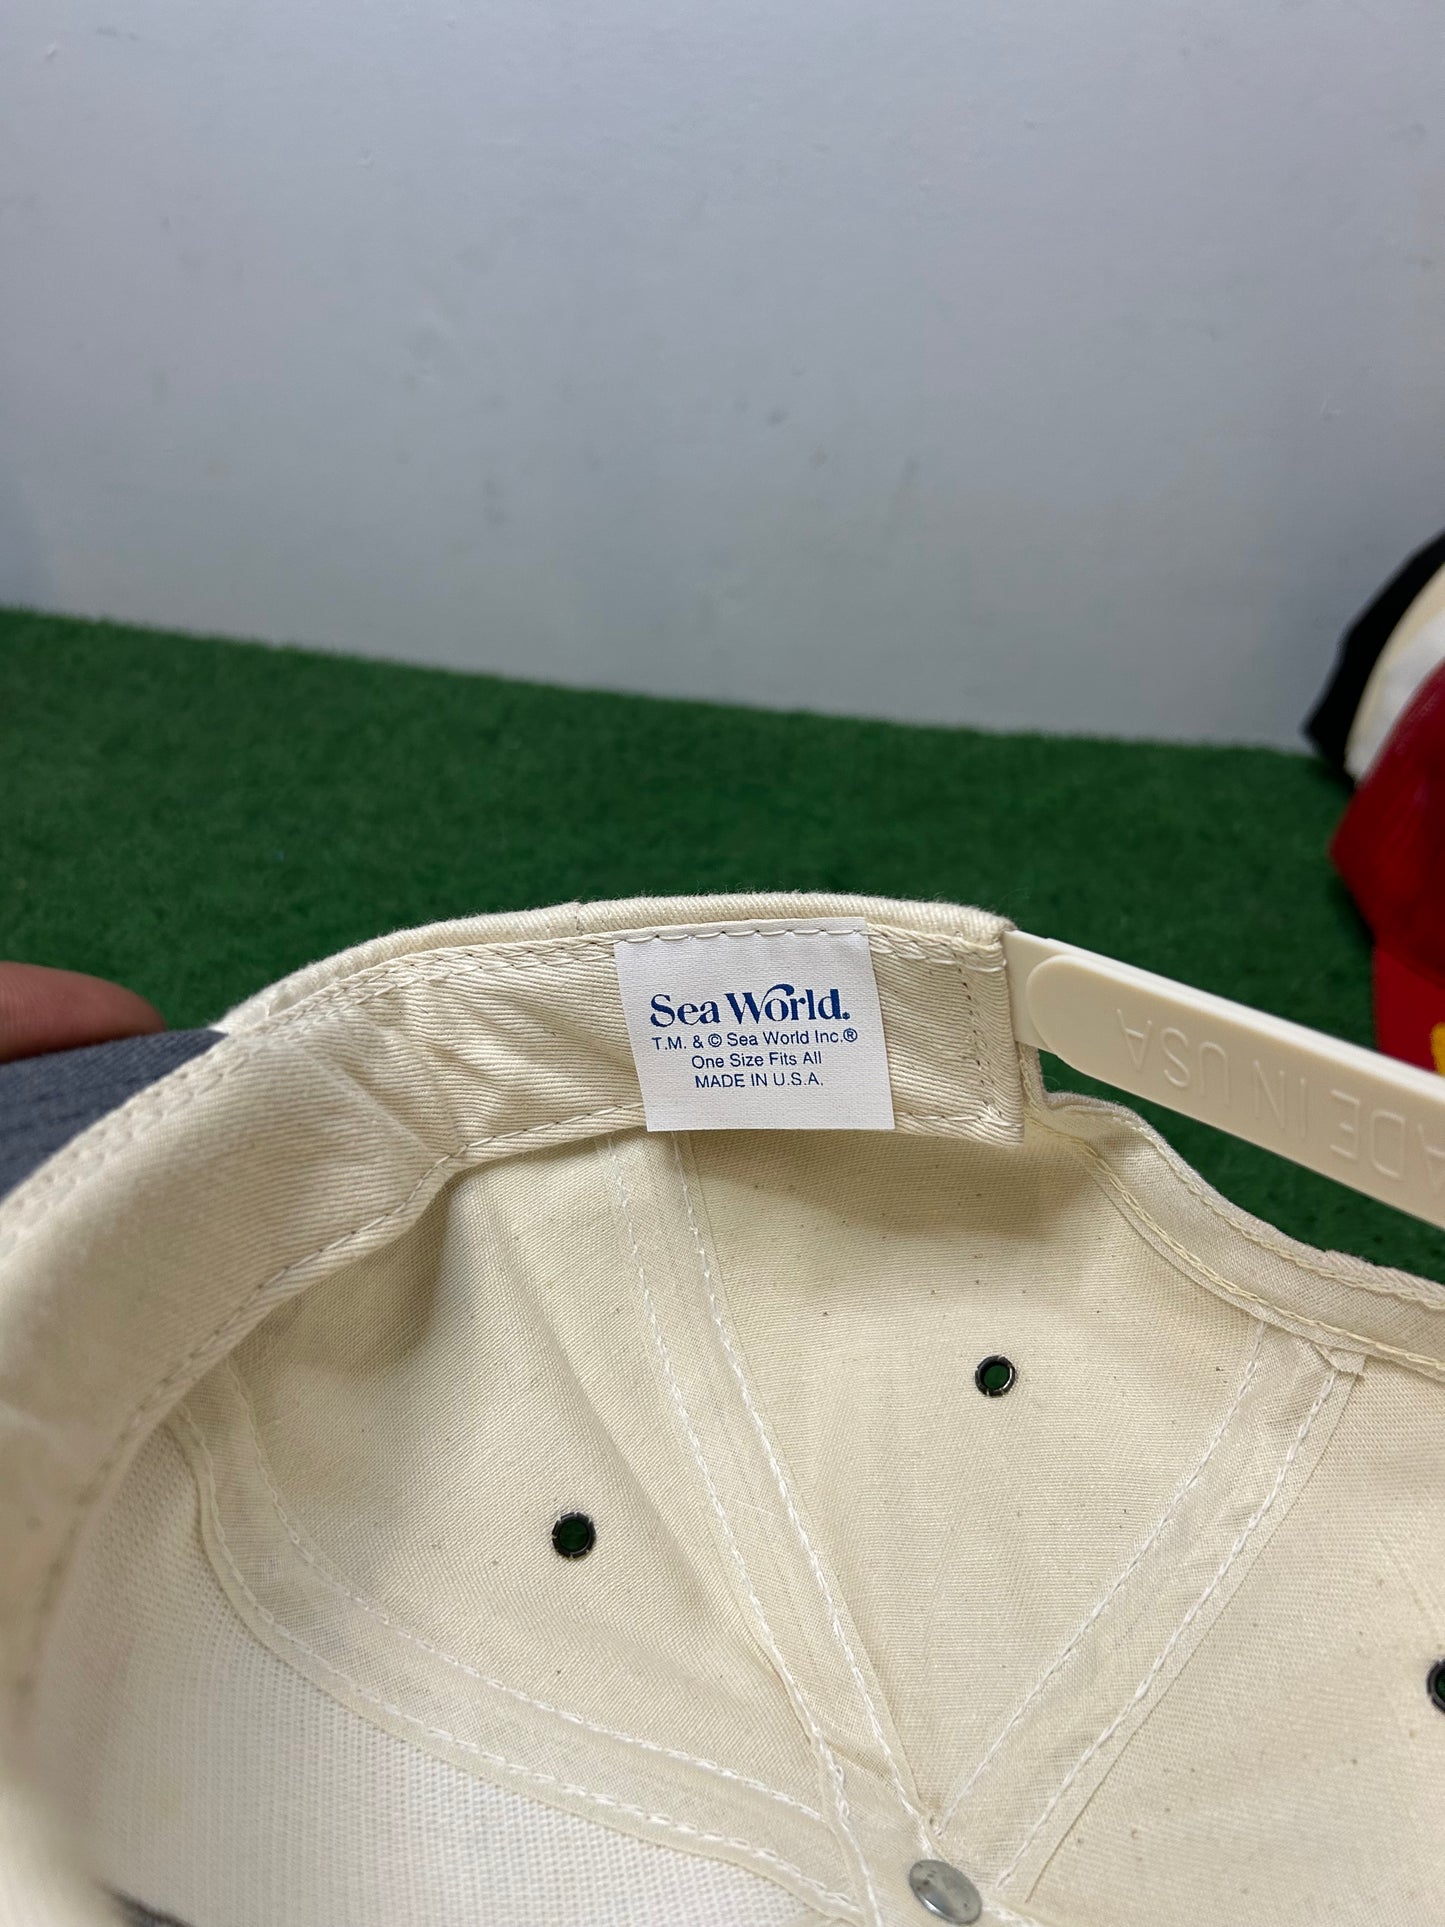 Sea World.
T.M. & © Sea World Inc.®
One Size Fits All
MADE IN U.S.A.
ADE IN USA